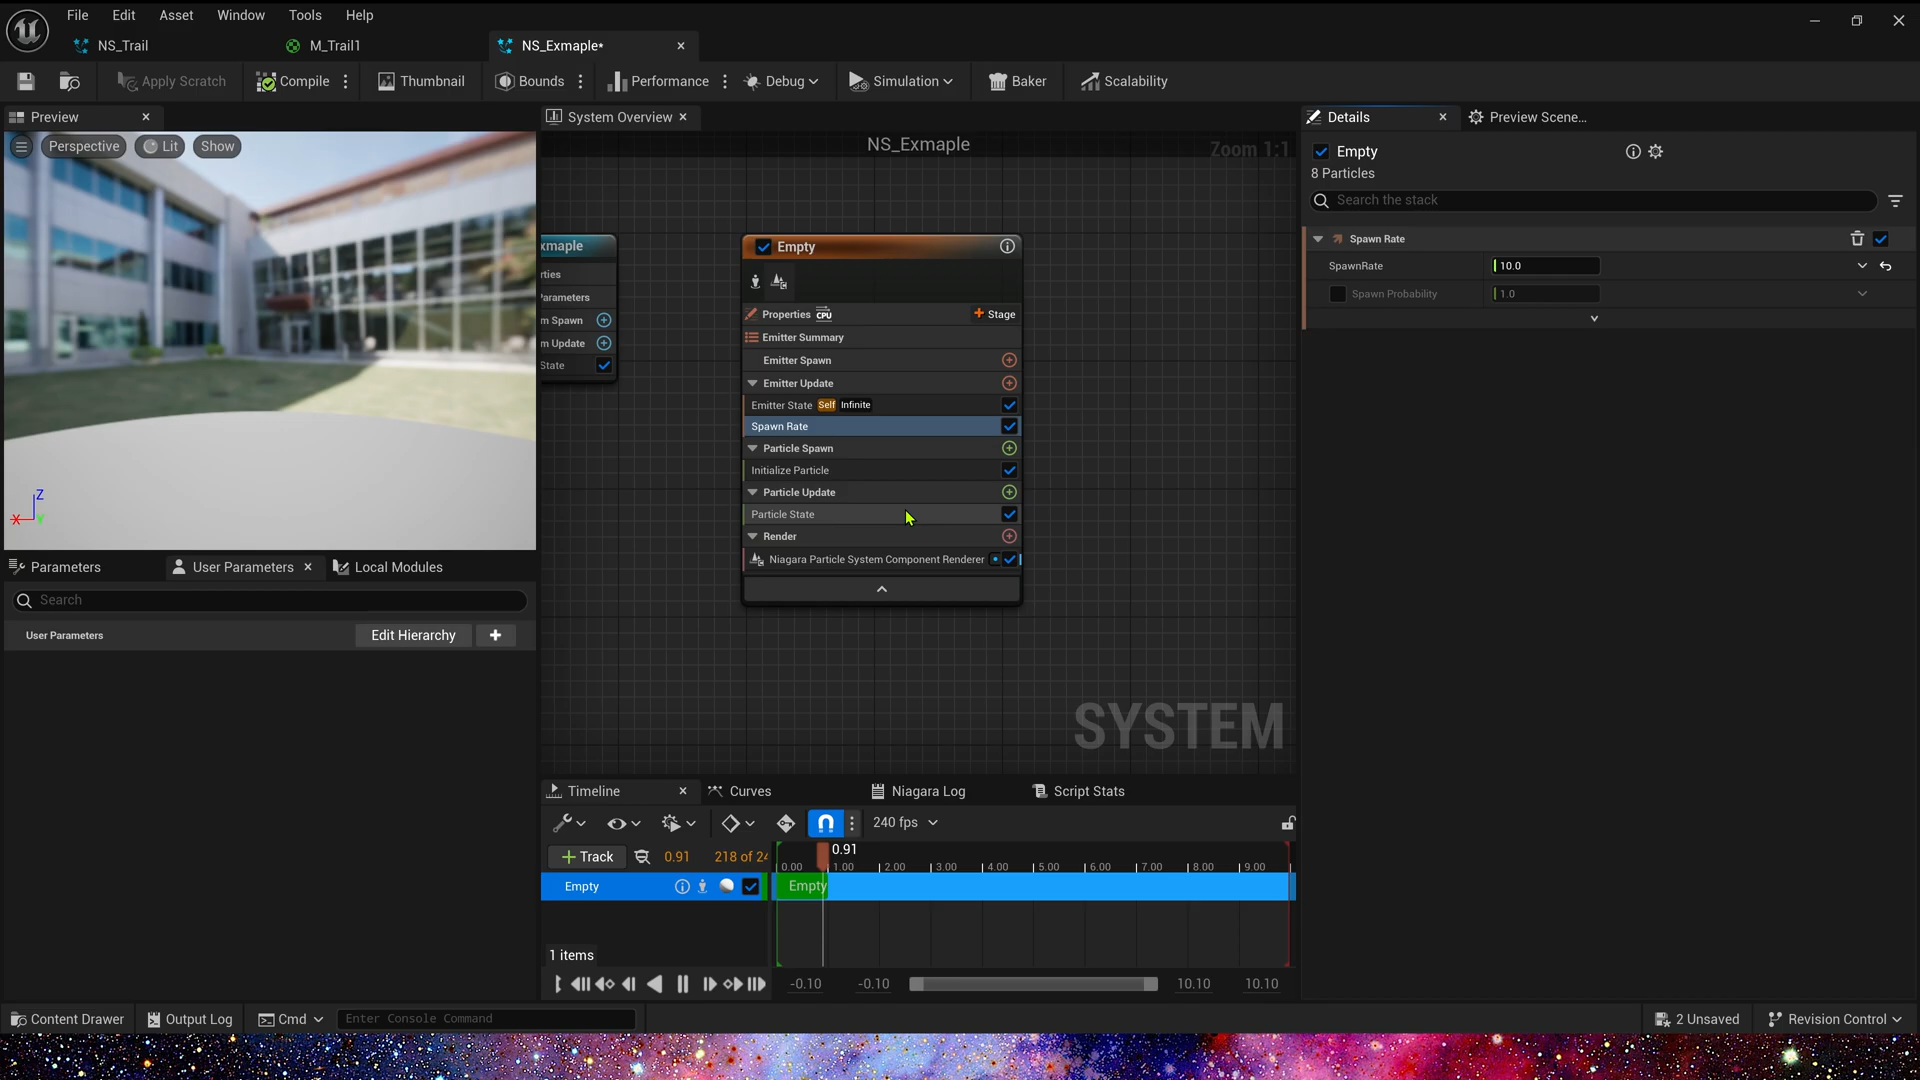 File Edit Asset Window Tools Help
NS_Trail M_Trail1 NS_Exmaple*
Apply Scratch Compile Thumbnail Bounds Performance Debug Simulation Baker Scalability
Preview System Overview Details Preview Scene...
Perspective Lit Show
NS_Exmaple Zoom 1:1
Empty
8 Particles
Search the stack
Spawn Rate
SpawnRate 10.0
Spawn Probability 1.0
xmaple
rties
Parameters
m Spawn
m Update
State
Empty
Properties CPU Stage
Emitter Summary
Emitter Spawn
Emitter Update
Emitter State Self Infinite
Spawn Rate
Particle Spawn
Initialize Particle
Particle Update
Particle State
Render
Niagara Particle System Component Renderer
SYSTEM
Z
X Y
Parameters User Parameters Local Modules
Search
User Parameters Edit Hierarchy
Timeline Curves Niagara Log Script Stats
240 fps
Track 0.91 218 of 24
0.91
0.00 1.00 2.00 3.00 4.00 5.00 6.00 7.00 8.00 9.00
Empty Empty
1 items
-0.10 -0.10 10.10 10.10
Content Drawer Output Log Cmd Enter Console Command 2 Unsaved Revision Control